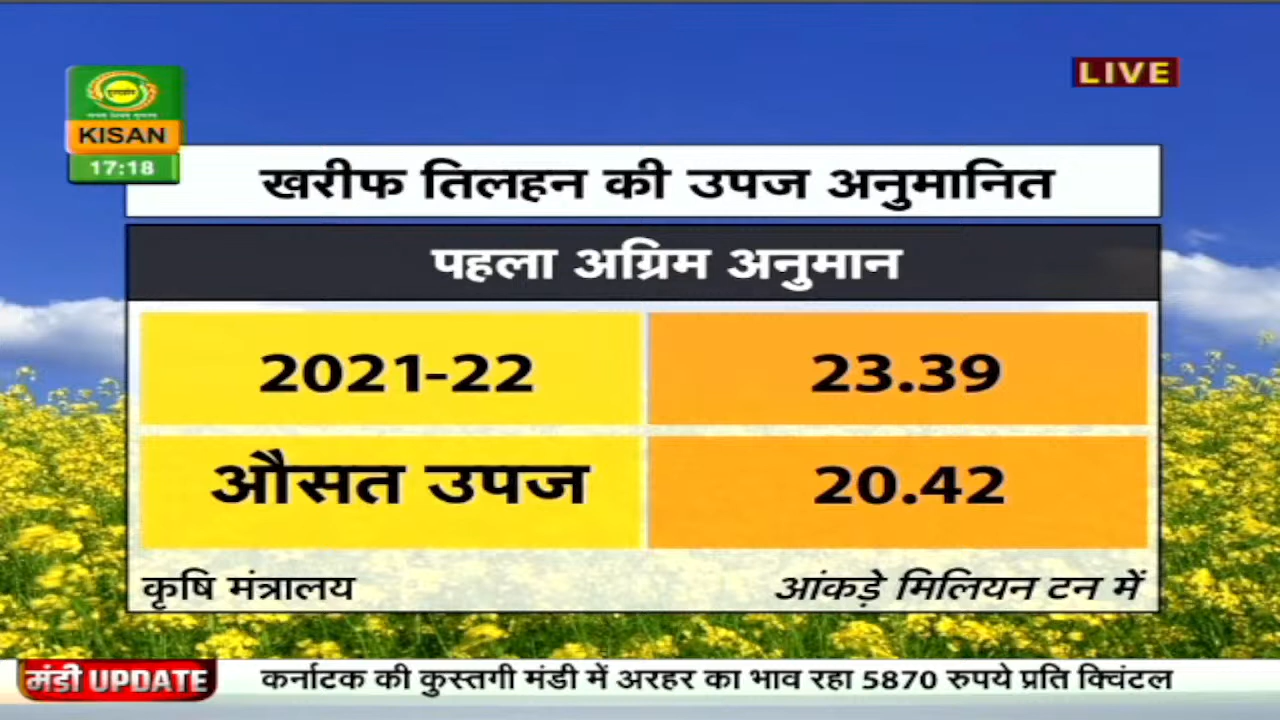 LIVE
KISAN
17:18
खरीफ तिलहन की उपज अनुमानित
पहला अग्रिम अनुमान
2021-22 23.39
औसत उपज 20.42
कृषि मंत्रालय आंकड़े मिलियन टन में
मंडी UPDATE कर्नाटक की कुस्तगी मंडी में अरहर का भाव रहा 5870 रुपये प्रति क्विंटल